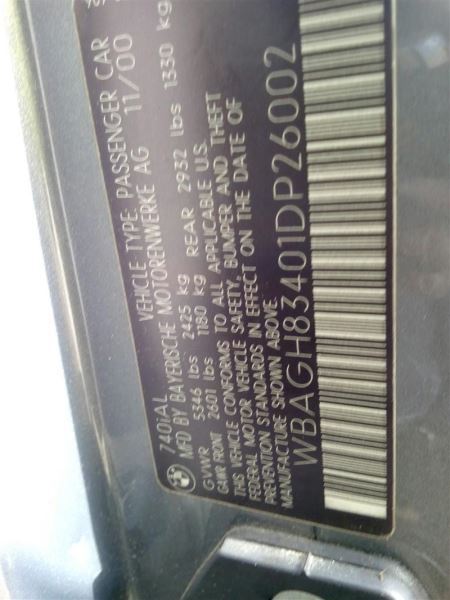 740iAL VEHICLE TYPE, PASSENGER CAR
MFD BY BAYERISCHE MOTORENWERKE AG 11/00
GVWR 5346 lbs 2425 kg
GAWR FRONT 2601 lbs 1180 kg REAR 2932 lbs 1330 kg
THIS VEHICLE CONFORMS TO ALL APPLICABLE U.S.
FEDERAL MOTOR VEHICLE SAFETY, BUMPER AND THEFT
PREVENTION STANDARDS IN EFFECT ON THE DATE OF
MANUFACTURE SHOWN ABOVE
WBAGH83401DP26002